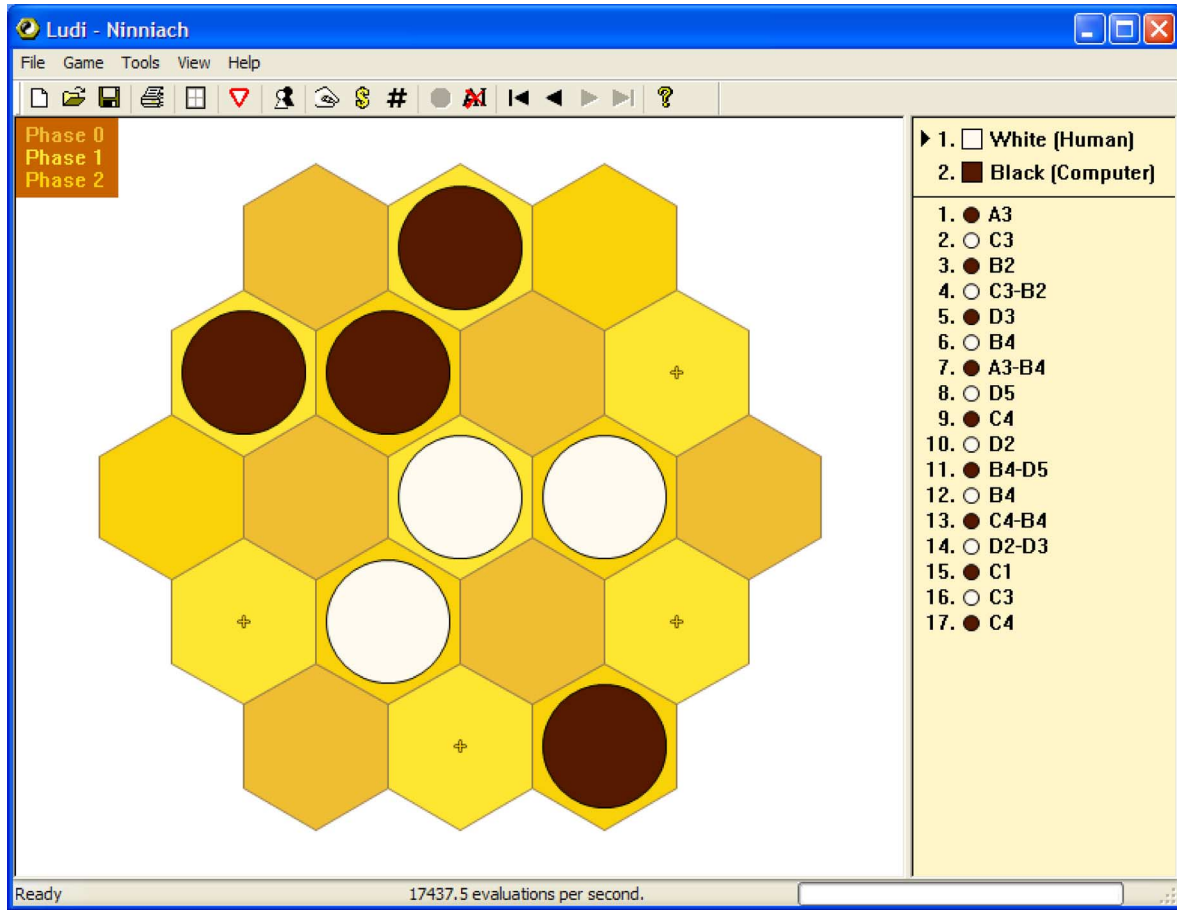 Ludi - Ninniach
File Game Tools View Help
$ # AI ?
Phase 0
Phase 1
Phase 2
1. White (Human)
2. Black (Computer)
1. A3
2. C3
3. B2
4. C3-B2
5. D3
6. B4
7. A3-B4
8. D5
9. C4
10. D2
11. B4-D5
12. B4
13. C4-B4
14. D2-D3
15. C1
16. C3
17. C4
Ready 17437.5 evaluations per second.